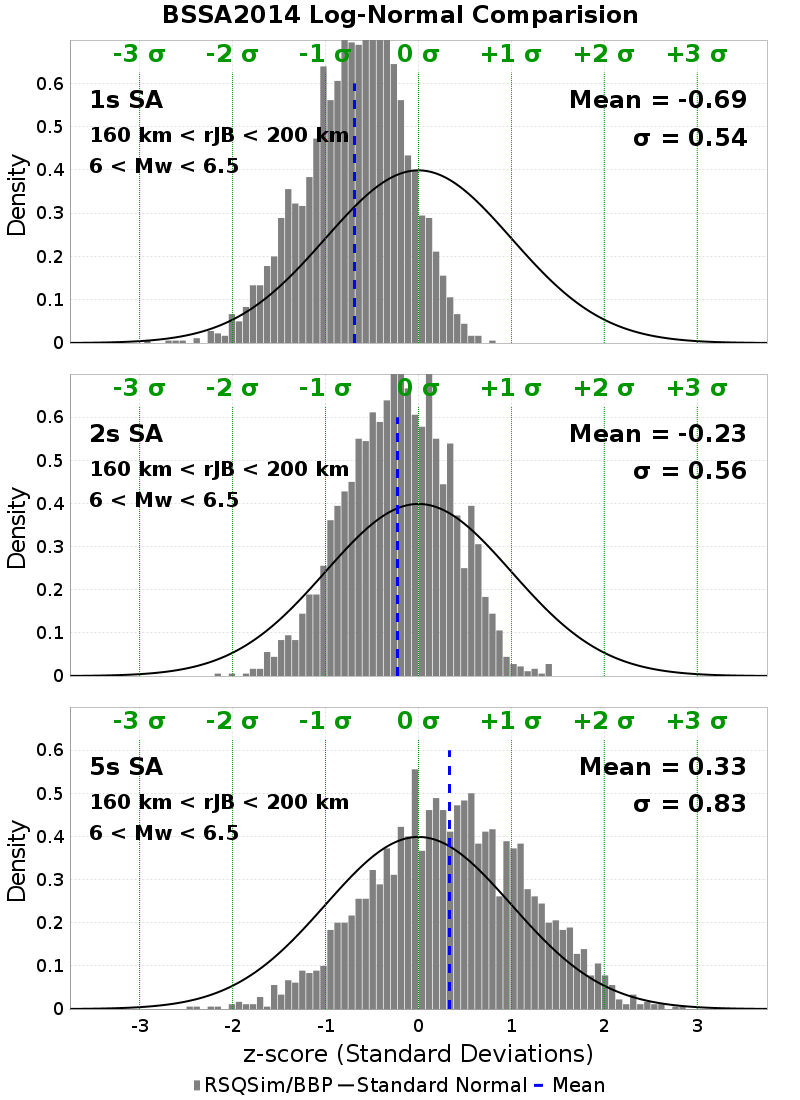 BSSA2014 Log-Normal Comparision
-3 σ -2 σ -1 σ 0 σ +1 σ +2 σ +3 σ
1s SA
Mean = -0.69
160 km < rJB < 200 km
σ = 0.54
6 < Mw < 6.5
Density
0.6
0.5
0.4
0.3
0.2
0.1
0
-3 σ -2 σ -1 σ 0 σ +1 σ +2 σ +3 σ
2s SA
Mean = -0.23
160 km < rJB < 200 km
σ = 0.56
6 < Mw < 6.5
Density
0.6
0.5
0.4
0.3
0.2
0.1
0
-3 σ -2 σ -1 σ 0 σ +1 σ +2 σ +3 σ
5s SA
Mean = 0.33
160 km < rJB < 200 km
σ = 0.83
6 < Mw < 6.5
Density
0.6
0.5
0.4
0.3
0.2
0.1
0
-3 -2 -1 0 1 2 3
z-score (Standard Deviations)
RSQSim/BBP Standard Normal Mean